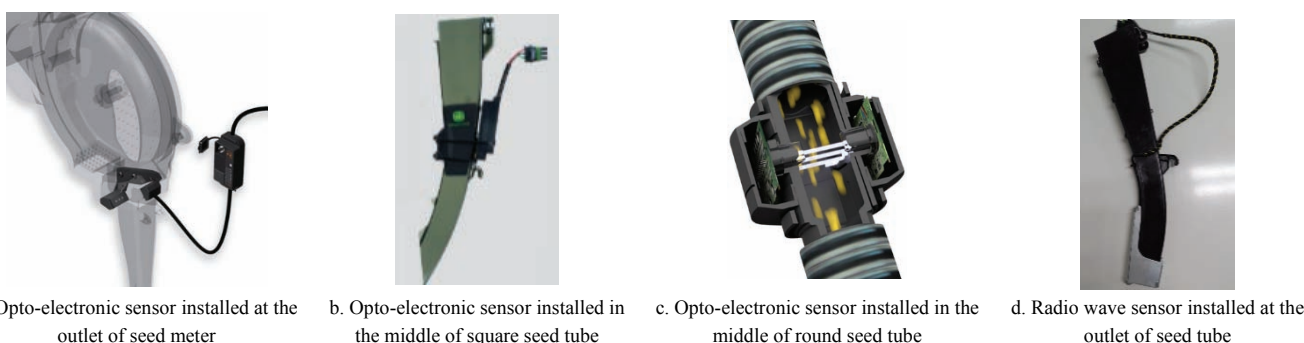 Opto-electronic sensor installed at the
outlet of seed meter
b. Opto-electronic sensor installed in
the middle of square seed tube
c. Opto-electronic sensor installed in the
middle of round seed tube
d. Radio wave sensor installed at the
outlet of seed tube